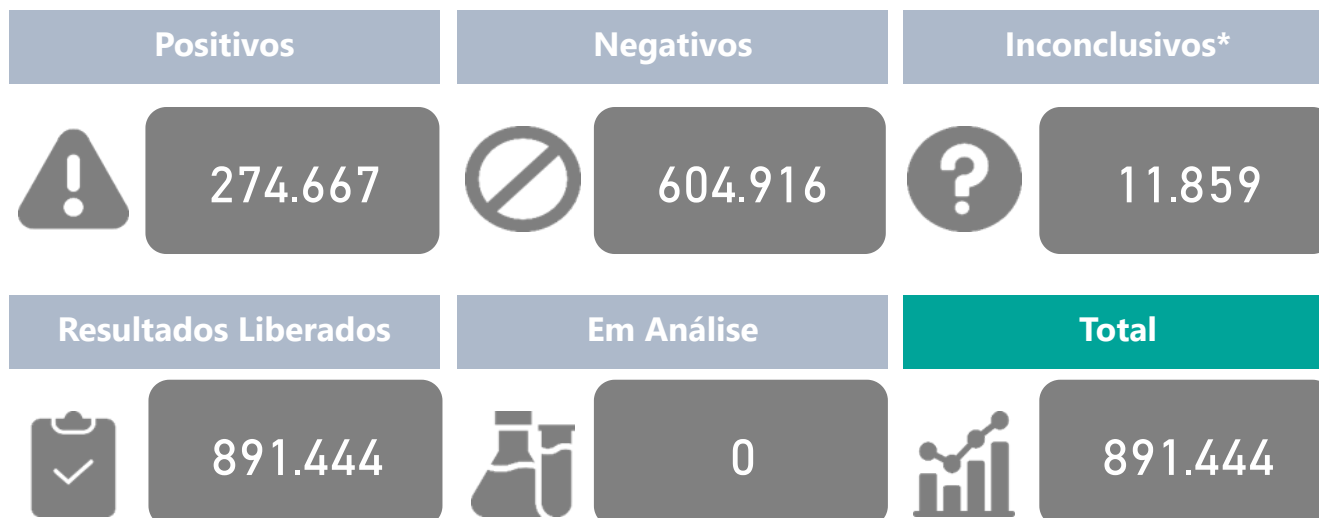 Positivos
Negativos
Inconclusivos*
274.667
604.916
11.859
Resultados Liberados
Em Análise
Total
891.444
0
891.444